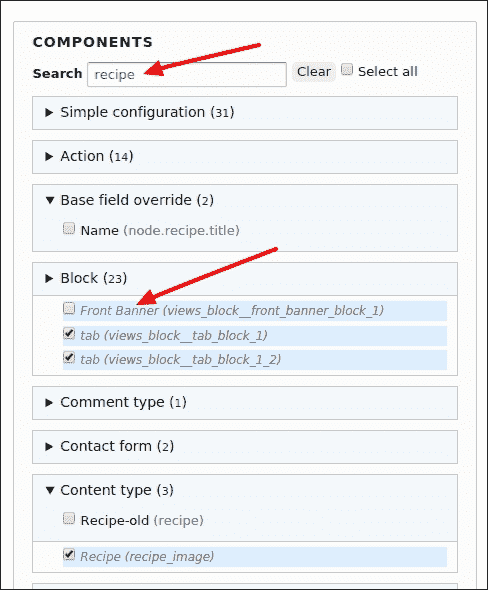 COMPONENTS
Search recipe Clear Select all
Simple configuration (31)
Action (14)
Base field override (2)
Name (node.recipe.title)
Block (23)
Front Banner (views_block__front_banner_block_1)
tab (views_block__tab_block_1)
tab (views_block__tab_block_1_2)
Comment type (1)
Contact form (2)
Content type (3)
Recipe-old (recipe)
Recipe (recipe_image)